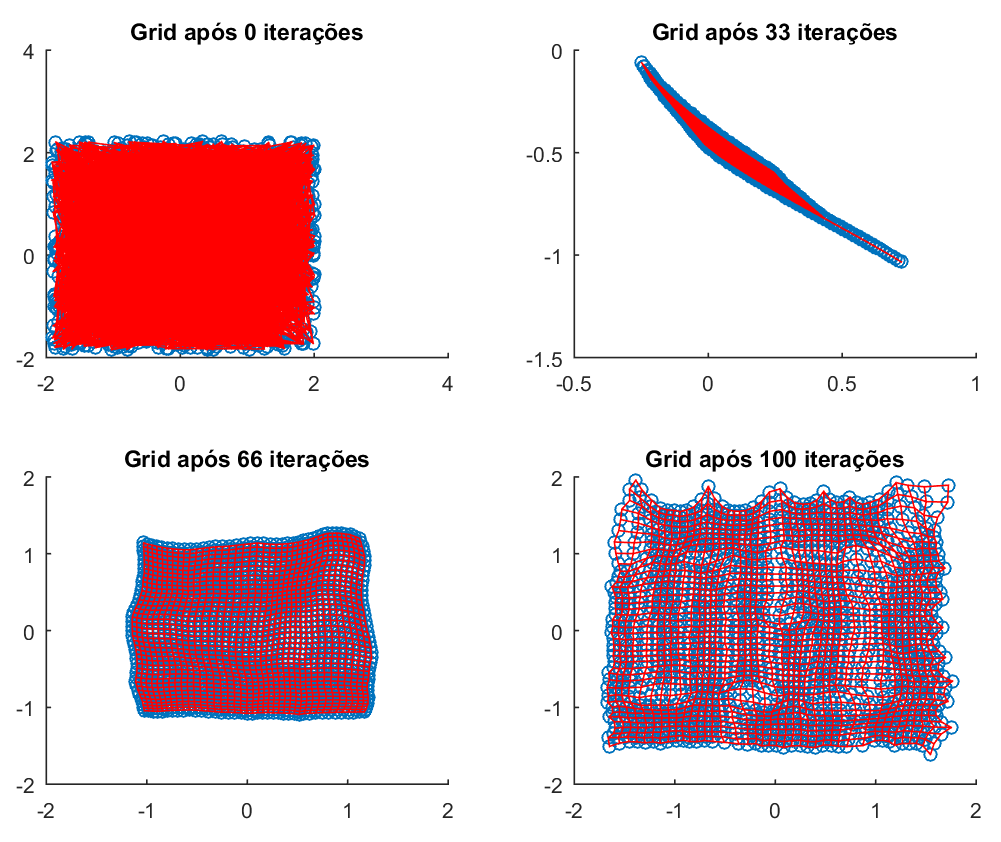 Grid após 0 iterações
4
2
0
-2
-2 0 2 4
Grid após 33 iterações
0
-0.5
-1
-1.5
-0.5 0 0.5 1
Grid após 66 iterações
2
1
0
-1
-2
-2 -1 0 1 2
Grid após 100 iterações
2
1
0
-1
-2
-2 -1 0 1 2